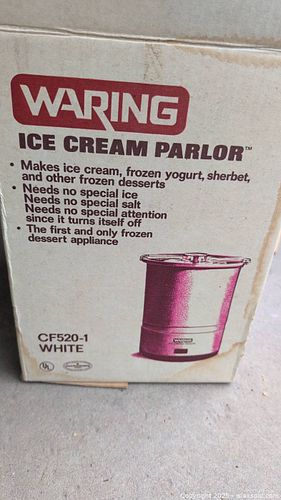 WARING
ICE CREAM PARLOR™
• Makes ice cream, frozen yogurt, sherbet,
and other frozen desserts
• Needs no special ice
Needs no special salt
Needs no special attention
since it turns itself off
• The first and only frozen
dessert appliance
WARING
CF520-1
WHITE
UL
Copyright 2025